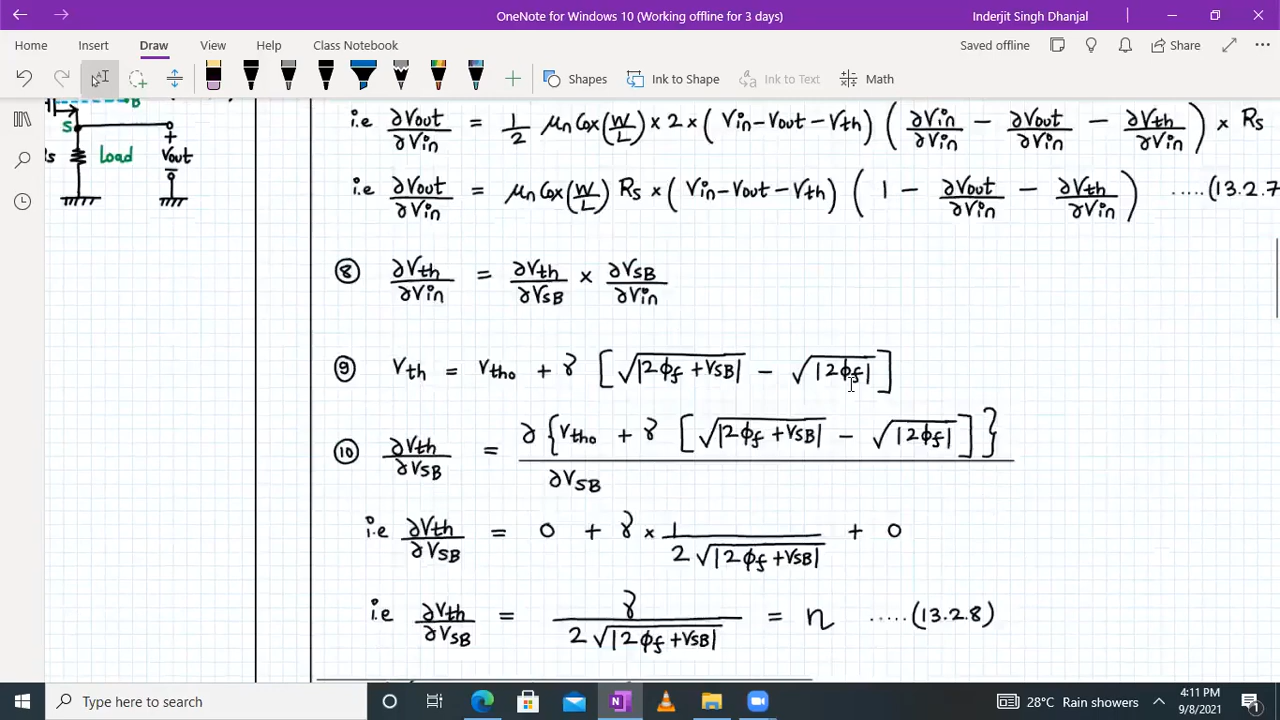 OneNote for Windows 10 (Working offline for 3 days)
Inderjit Singh Dhanjal
Home Insert Draw View Help Class Notebook
Saved offline Share
Shapes Ink to Shape Ink to Text Math
B
S
+
Load
Vout
-
i.e ∂Vout/∂Vin = 1/2 μn Cox (W/L) × 2 × (Vin - Vout - Vth) (∂Vin/∂Vin - ∂Vout/∂Vin - ∂Vth/∂Vin) × Rs
i.e ∂Vout/∂Vin = μn Cox (W/L) Rs × (Vin - Vout - Vth) (1 - ∂Vout/∂Vin - ∂Vth/∂Vin) .....(13.2.7
⑧ ∂Vth/∂Vin = ∂Vth/∂VSB × ∂VSB/∂Vin
⑨ Vth = Vtho + γ [√|2φf + VSB| - √|2φf|]
⑩ ∂Vth/∂VSB = ∂{Vtho + γ [√|2φf + VSB| - √|2φf|]}/∂VSB
i.e ∂Vth/∂VSB = 0 + γ × 1/2√|2φf + VSB| + 0
i.e ∂Vth/∂VSB = γ/2√|2φf + VSB| = η .....(13.2.8)
Type here to search
28°C Rain showers
4:11 PM
9/8/2021